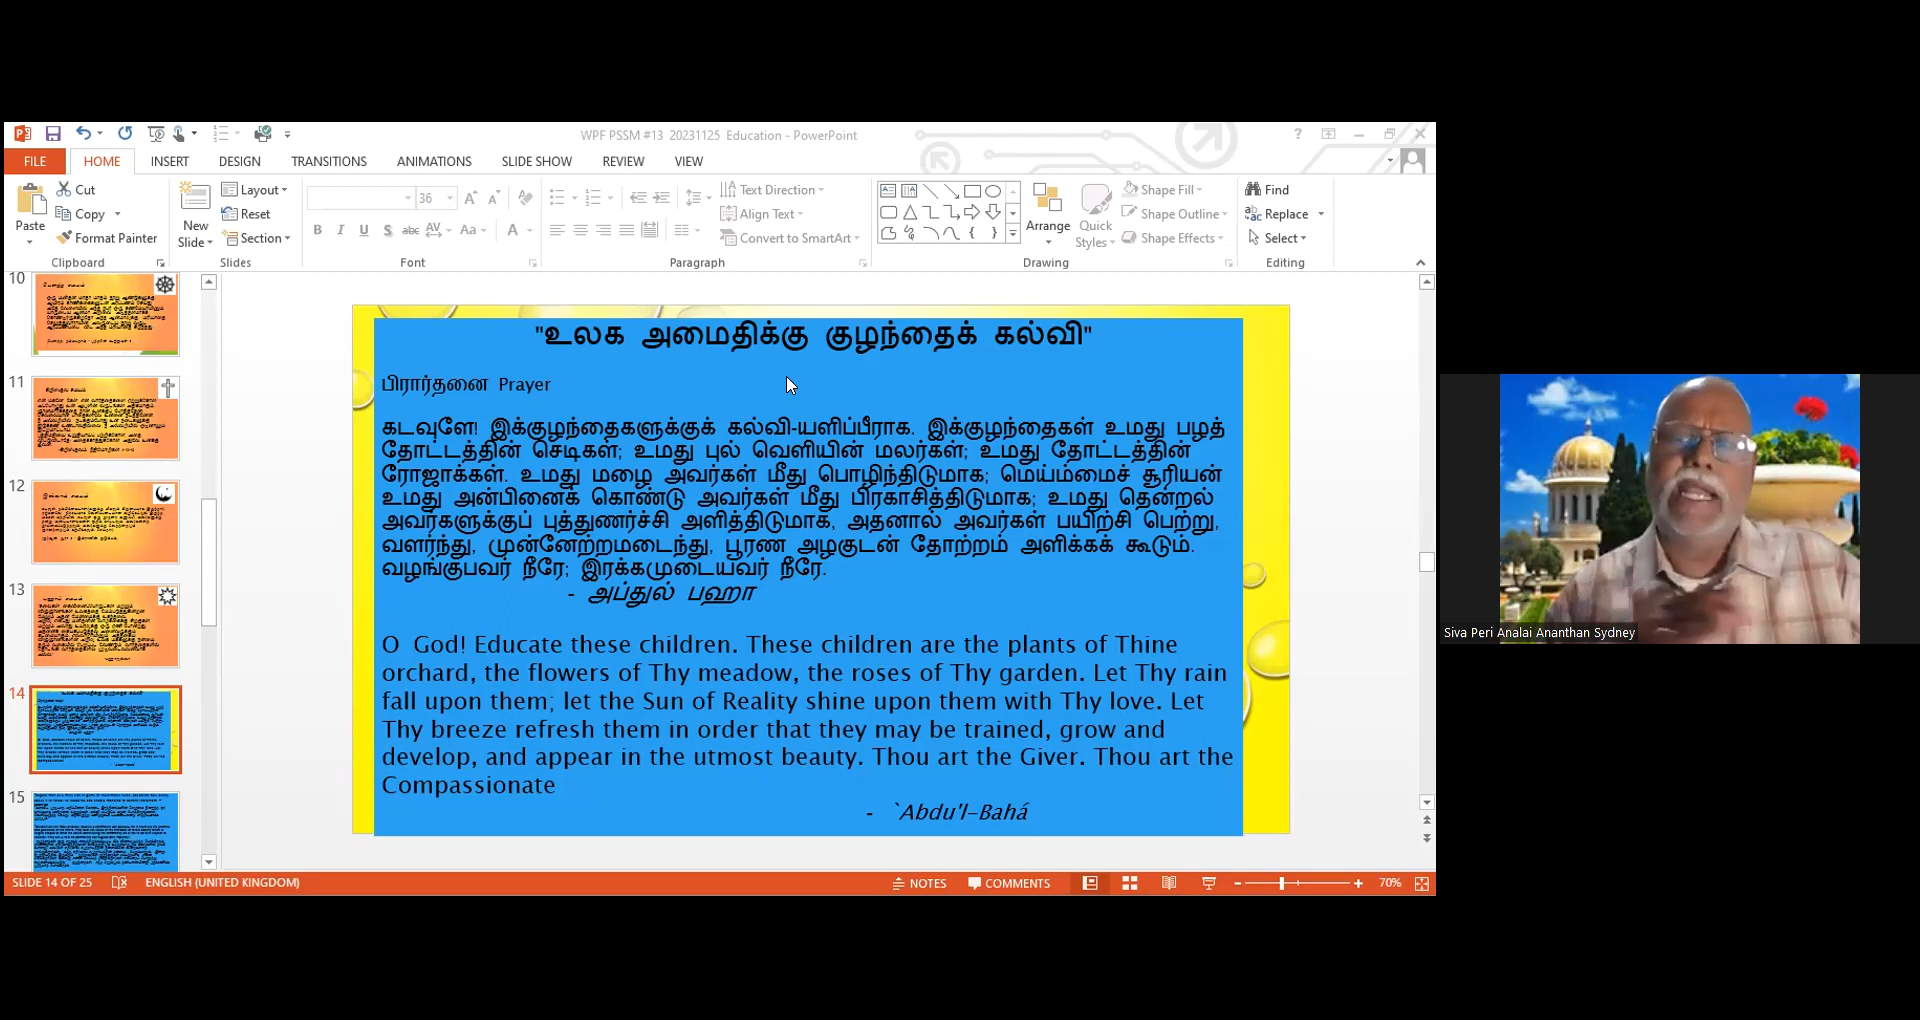 WPF PSSM #13 20231125 Education - PowerPoint
FILE HOME INSERT DESIGN TRANSITIONS ANIMATIONS SLIDE SHOW REVIEW VIEW
Paste
Cut
Copy
Format Painter
Clipboard
New Slide
Layout
Reset
Section
Slides
36
B I U S abc AV Aa A
Font
Text Direction
Align Text
Convert to SmartArt
Paragraph
Arrange
Quick Styles
Shape Fill
Shape Outline
Shape Effects
Drawing
Find
Replace
Select
Editing
10
11
12
13
14
15
"உலக அமைதிக்கு குழந்தைக் கல்வி"
பிரார்தனை Prayer
கடவுளே! இக்குழந்தைகளுக்குக் கல்வி-யளிப்பீராக. இக்குழந்தைகள் உமது பழத்
தோட்டத்தின் செடிகள்; உமது புல் வெளியின் மலர்கள்; உமது தோட்டத்தின்
ரோஜாக்கள். உமது மழை அவர்கள் மீது பொழிந்திடுமாக; மெய்ம்மைச் சூரியன்
உமது அன்பினைக் கொண்டு அவர்கள் மீது பிரகாசித்திடுமாக; உமது தென்றல்
அவர்களுக்குப் புத்துணர்ச்சி அளித்திடுமாக, அதனால் அவர்கள் பயிற்சி பெற்று,
வளர்ந்து, முன்னேற்றமடைந்து, பூரண அழகுடன் தோற்றம் அளிக்கக் கூடும்.
வழங்குபவர் நீரே; இரக்கமுடையவர் நீரே.
- அப்துல் பஹா
O God! Educate these children. These children are the plants of Thine
orchard, the flowers of Thy meadow, the roses of Thy garden. Let Thy rain
fall upon them; let the Sun of Reality shine upon them with Thy love. Let
Thy breeze refresh them in order that they may be trained, grow and
develop, and appear in the utmost beauty. Thou art the Giver. Thou art the
Compassionate
- `Abdu'l-Bahá
Siva Peri Analai Ananthan Sydney
SLIDE 14 OF 25 ENGLISH (UNITED KINGDOM) NOTES COMMENTS 70%